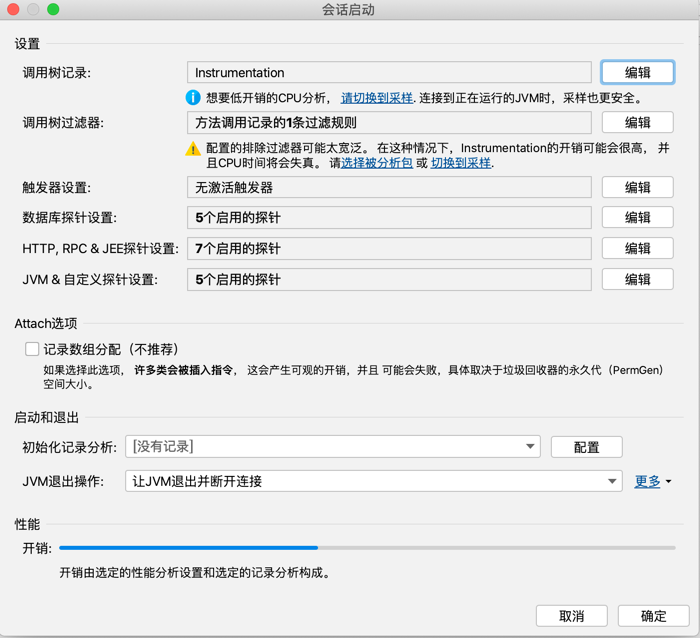 会话启动
设置
调用树记录: Instrumentation 编辑
想要低开销的CPU分析， 请切换到采样. 连接到正在运行的JVM时，采样也更安全。
调用树过滤器: 方法调用记录的1条过滤规则 编辑
配置的排除过滤器可能太宽泛。 在这种情况下，Instrumentation的开销可能会很高， 并
且CPU时间将会失真。 请选择被分析包 或 切换到采样.
触发器设置: 无激活触发器 编辑
数据库探针设置: 5个启用的探针 编辑
HTTP, RPC & JEE探针设置: 7个启用的探针 编辑
JVM & 自定义探针设置: 5个启用的探针 编辑
Attach选项
记录数组分配（不推荐）
如果选择此选项， 许多类会被插入指令， 这会产生可观的开销，并且 可能会失败，具体取决于垃圾回收器的永久代（PermGen）
空间大小。
启动和退出
初始化记录分析: [没有记录] 配置
JVM退出操作: 让JVM退出并断开连接 更多
性能
开销:
开销由选定的性能分析设置和选定的记录分析构成。
取消 确定